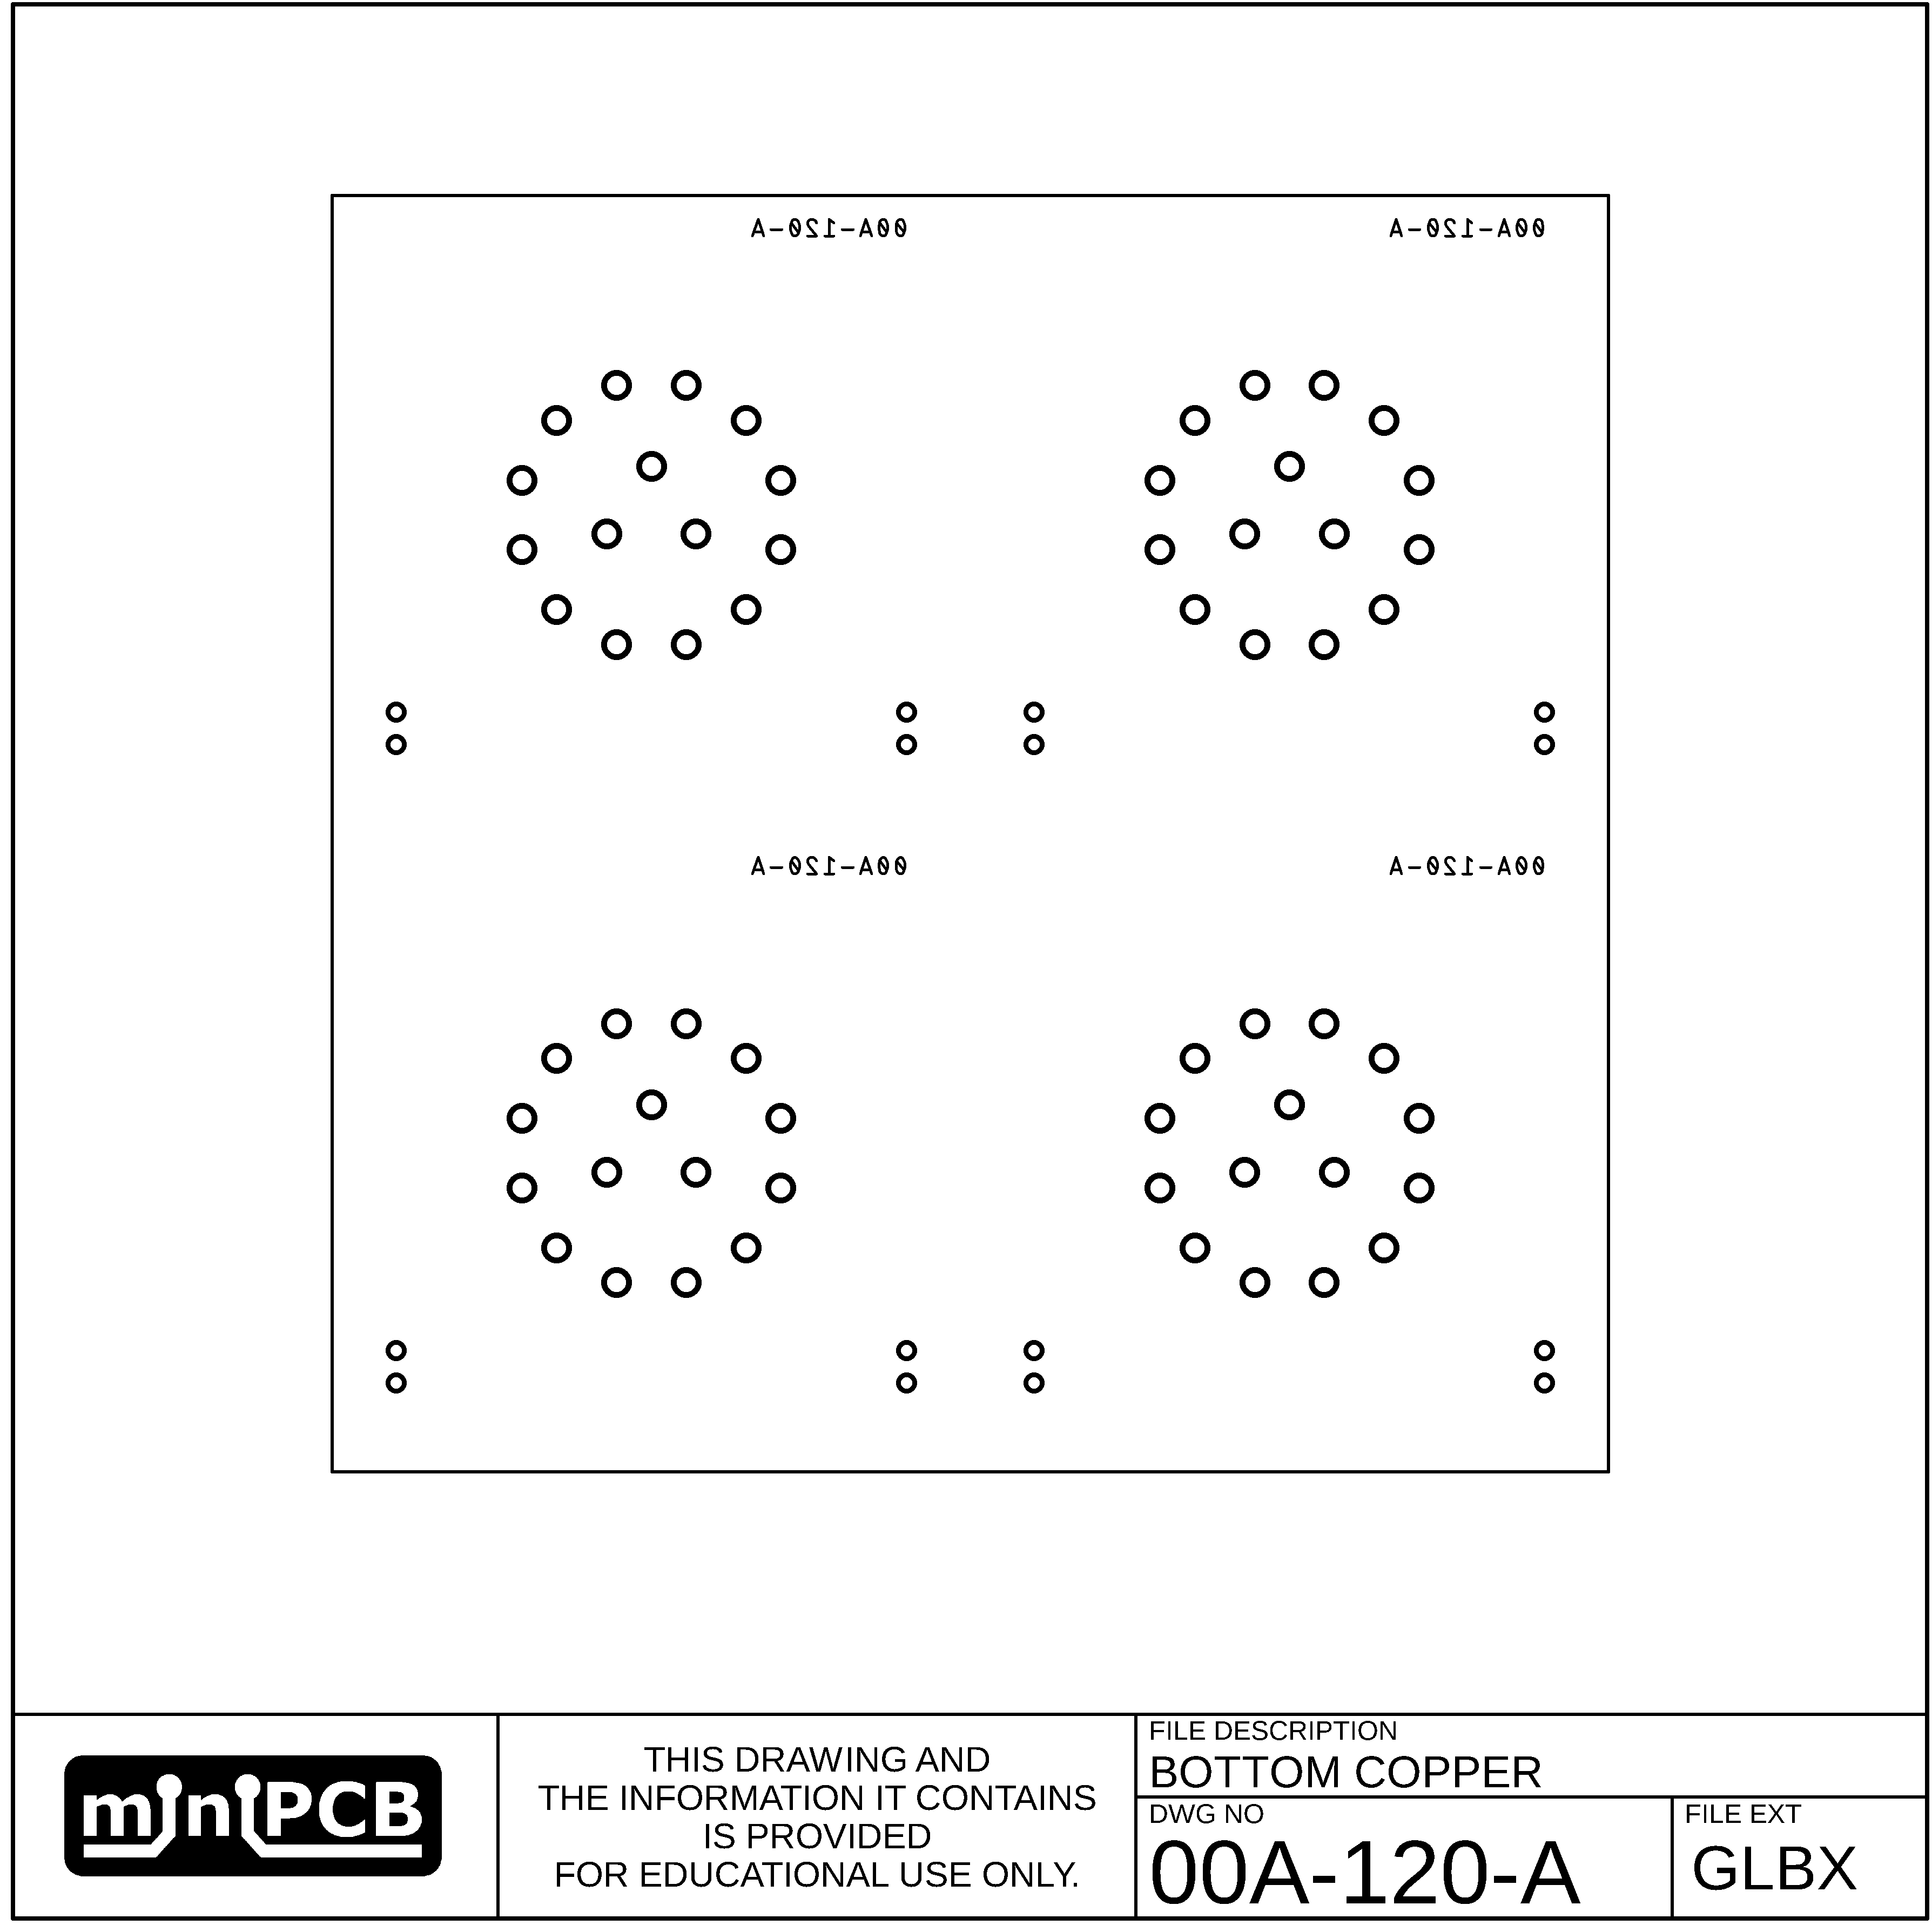 00A-120-A 00A-120-A
00A-120-A 00A-120-A
miniPCB
THIS DRAWING AND
THE INFORMATION IT CONTAINS
IS PROVIDED
FOR EDUCATIONAL USE ONLY.
FILE DESCRIPTION
BOTTOM COPPER
DWG NO
00A-120-A
FILE EXT
GLBX